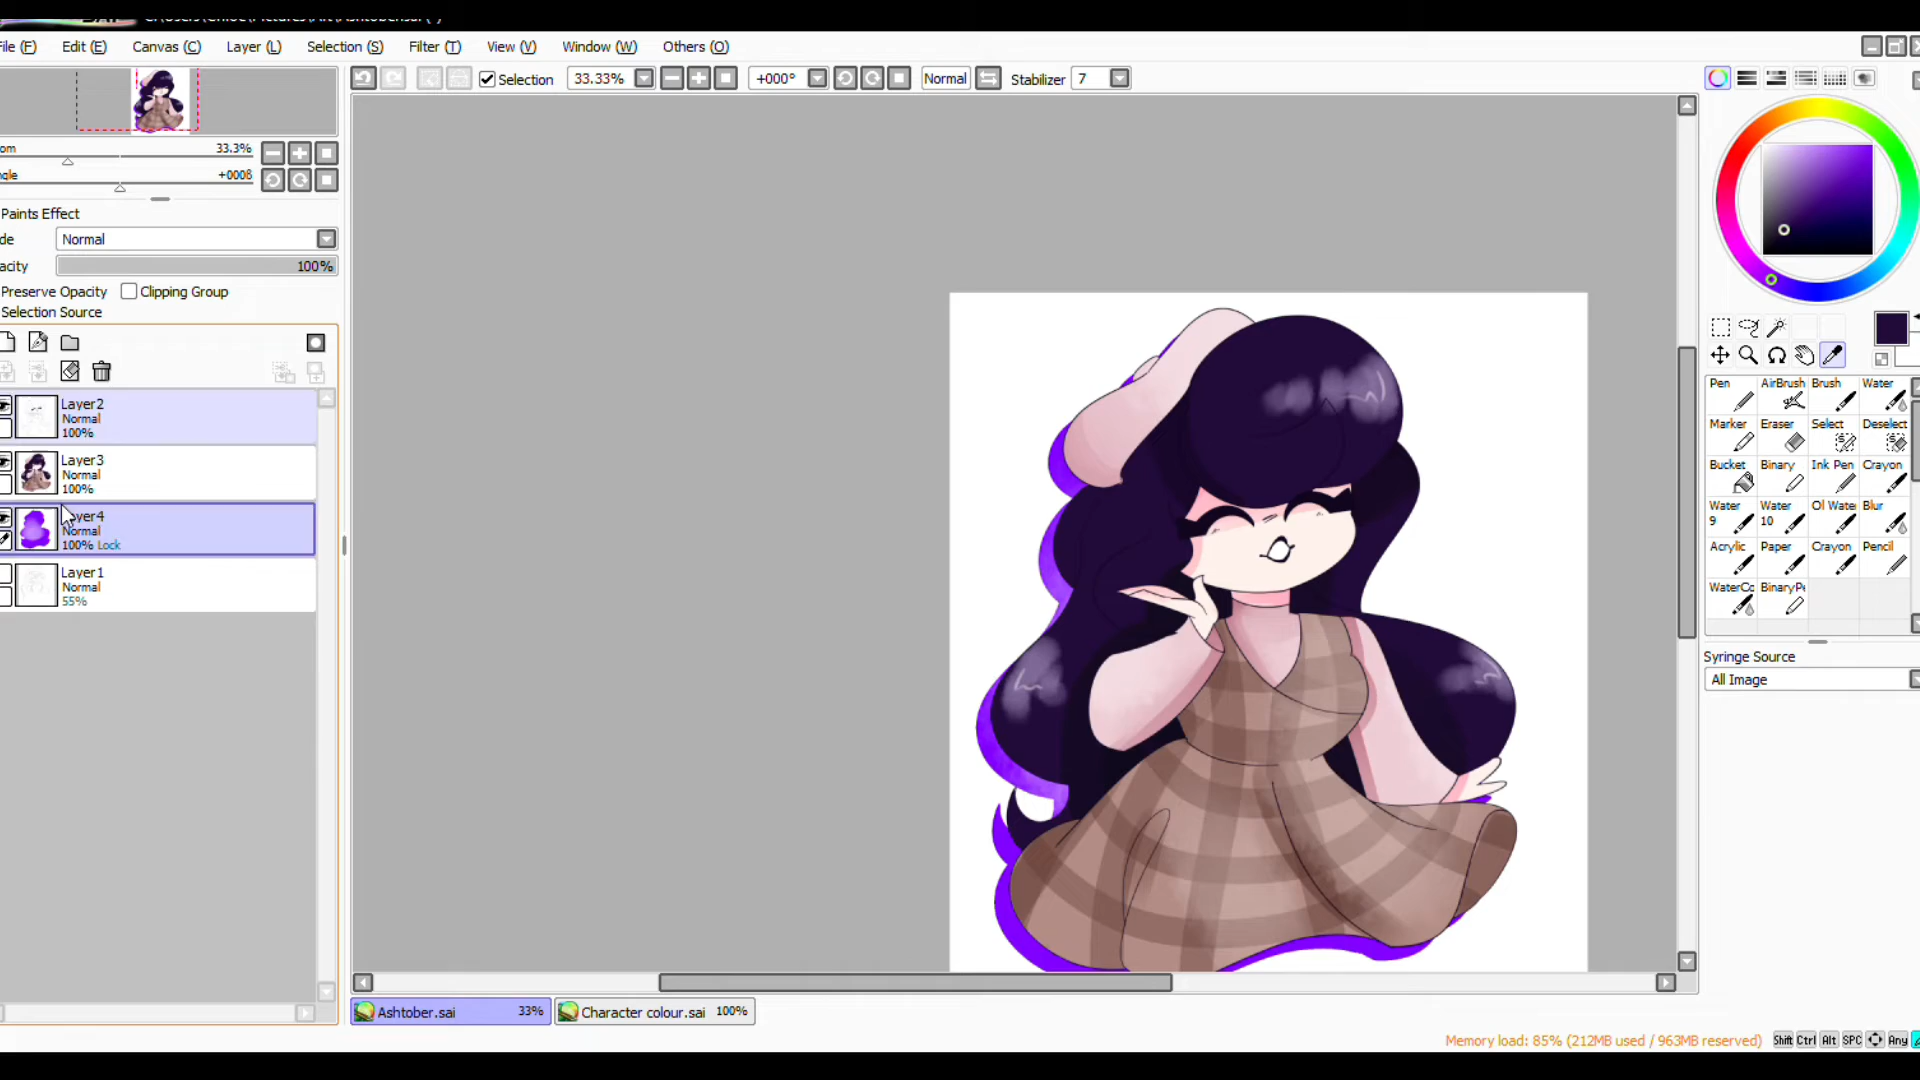 File (F) Edit (E) Canvas (C) Layer (L) Selection (S) Filter (T) View (V) Window (W) Others (O)
Selection 33.33% +000° Normal Stabilizer 7
om 33.3%
ngle +000ß
Paints Effect
de Normal
acity 100%
Preserve Opacity Clipping Group
Selection Source
Layer2
Normal
100%
Layer3
Normal
100%
ayer4
Normal
100% Lock
Layer1
Normal
55%
Pen AirBrush Brush Water
Marker Eraser Select Deselect
Bucket Binary Ink Pen Crayon
Water 9 Water 10 Oil Wate Blur
Acrylic Paper Crayon Pencil
WaterCo BinaryPe
Syringe Source
All Image
Ashtober.sai 33% Character colour.sai 100%
Memory load: 85% (212MB used / 963MB reserved) Shift Ctrl Alt SPC Any